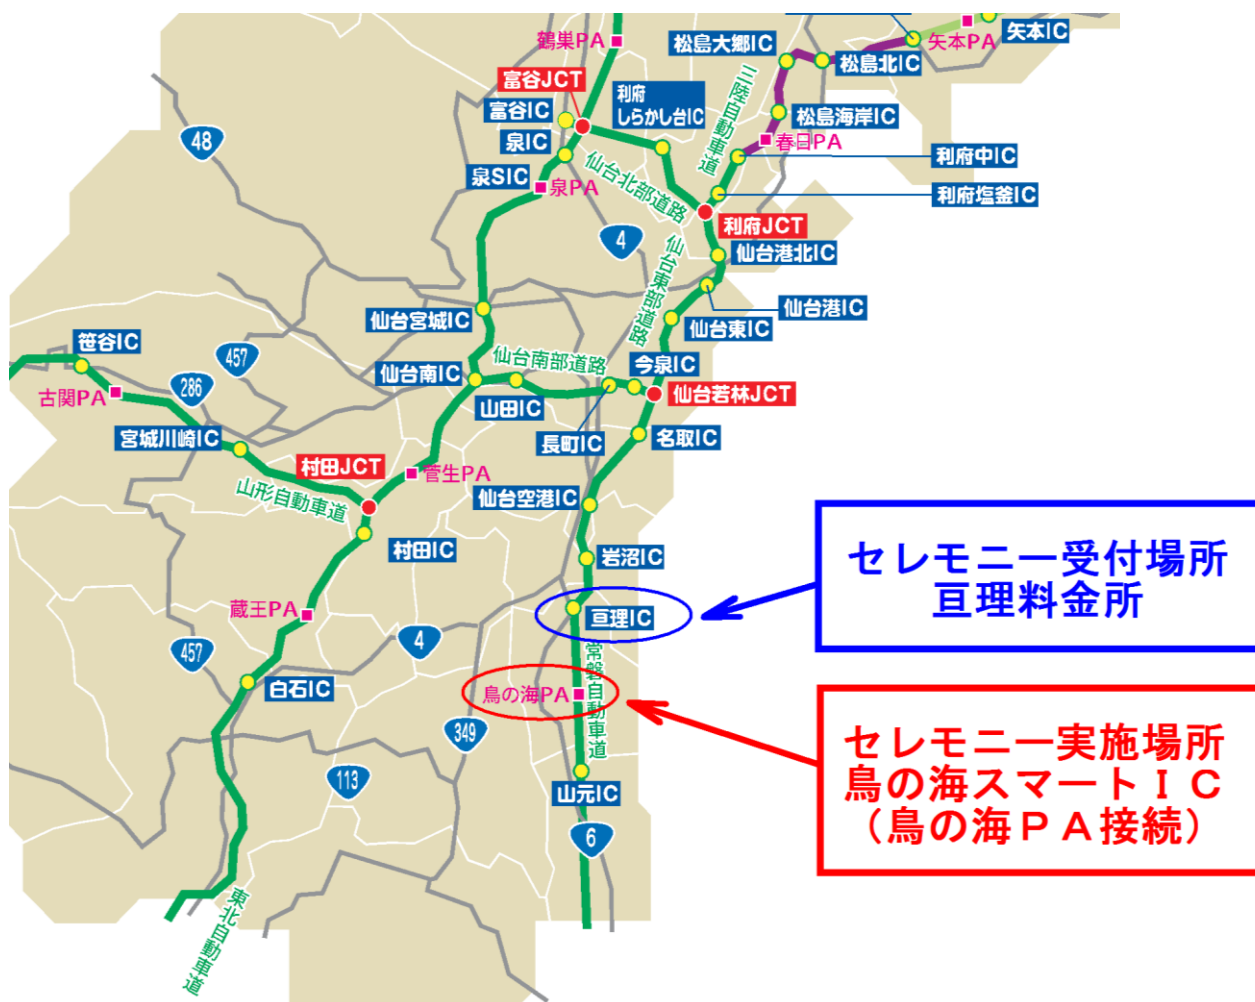 鶴巣PA
松島大郷IC
矢本PA
矢本IC
松島北IC
富谷JCT
富谷IC
泉IC
利府
しらかし台IC
三陸自動車道
松島海岸IC
春日PA
48
利府中IC
泉SIC
泉PA
仙台北部道路
利府塩釜IC
利府JCT
4
仙台港北IC
仙台東部道路
仙台港IC
仙台宮城IC
仙台東IC
笹谷IC
457
仙台南部道路
今泉IC
古関PA
286
仙台南IC
山田IC
仙台若林JCT
宮城川崎IC
長町IC
名取IC
村田JCT
菅生PA
山形自動車道
仙台空港IC
村田IC
岩沼IC
セレモニー受付場所
亘理料金所
蔵王PA
亘理IC
457
4
常磐自動車道
白石IC
鳥の海PA
349
セレモニー実施場所
鳥の海スマートＩＣ
（鳥の海ＰＡ接続）
113
山元IC
6
東北自動車道